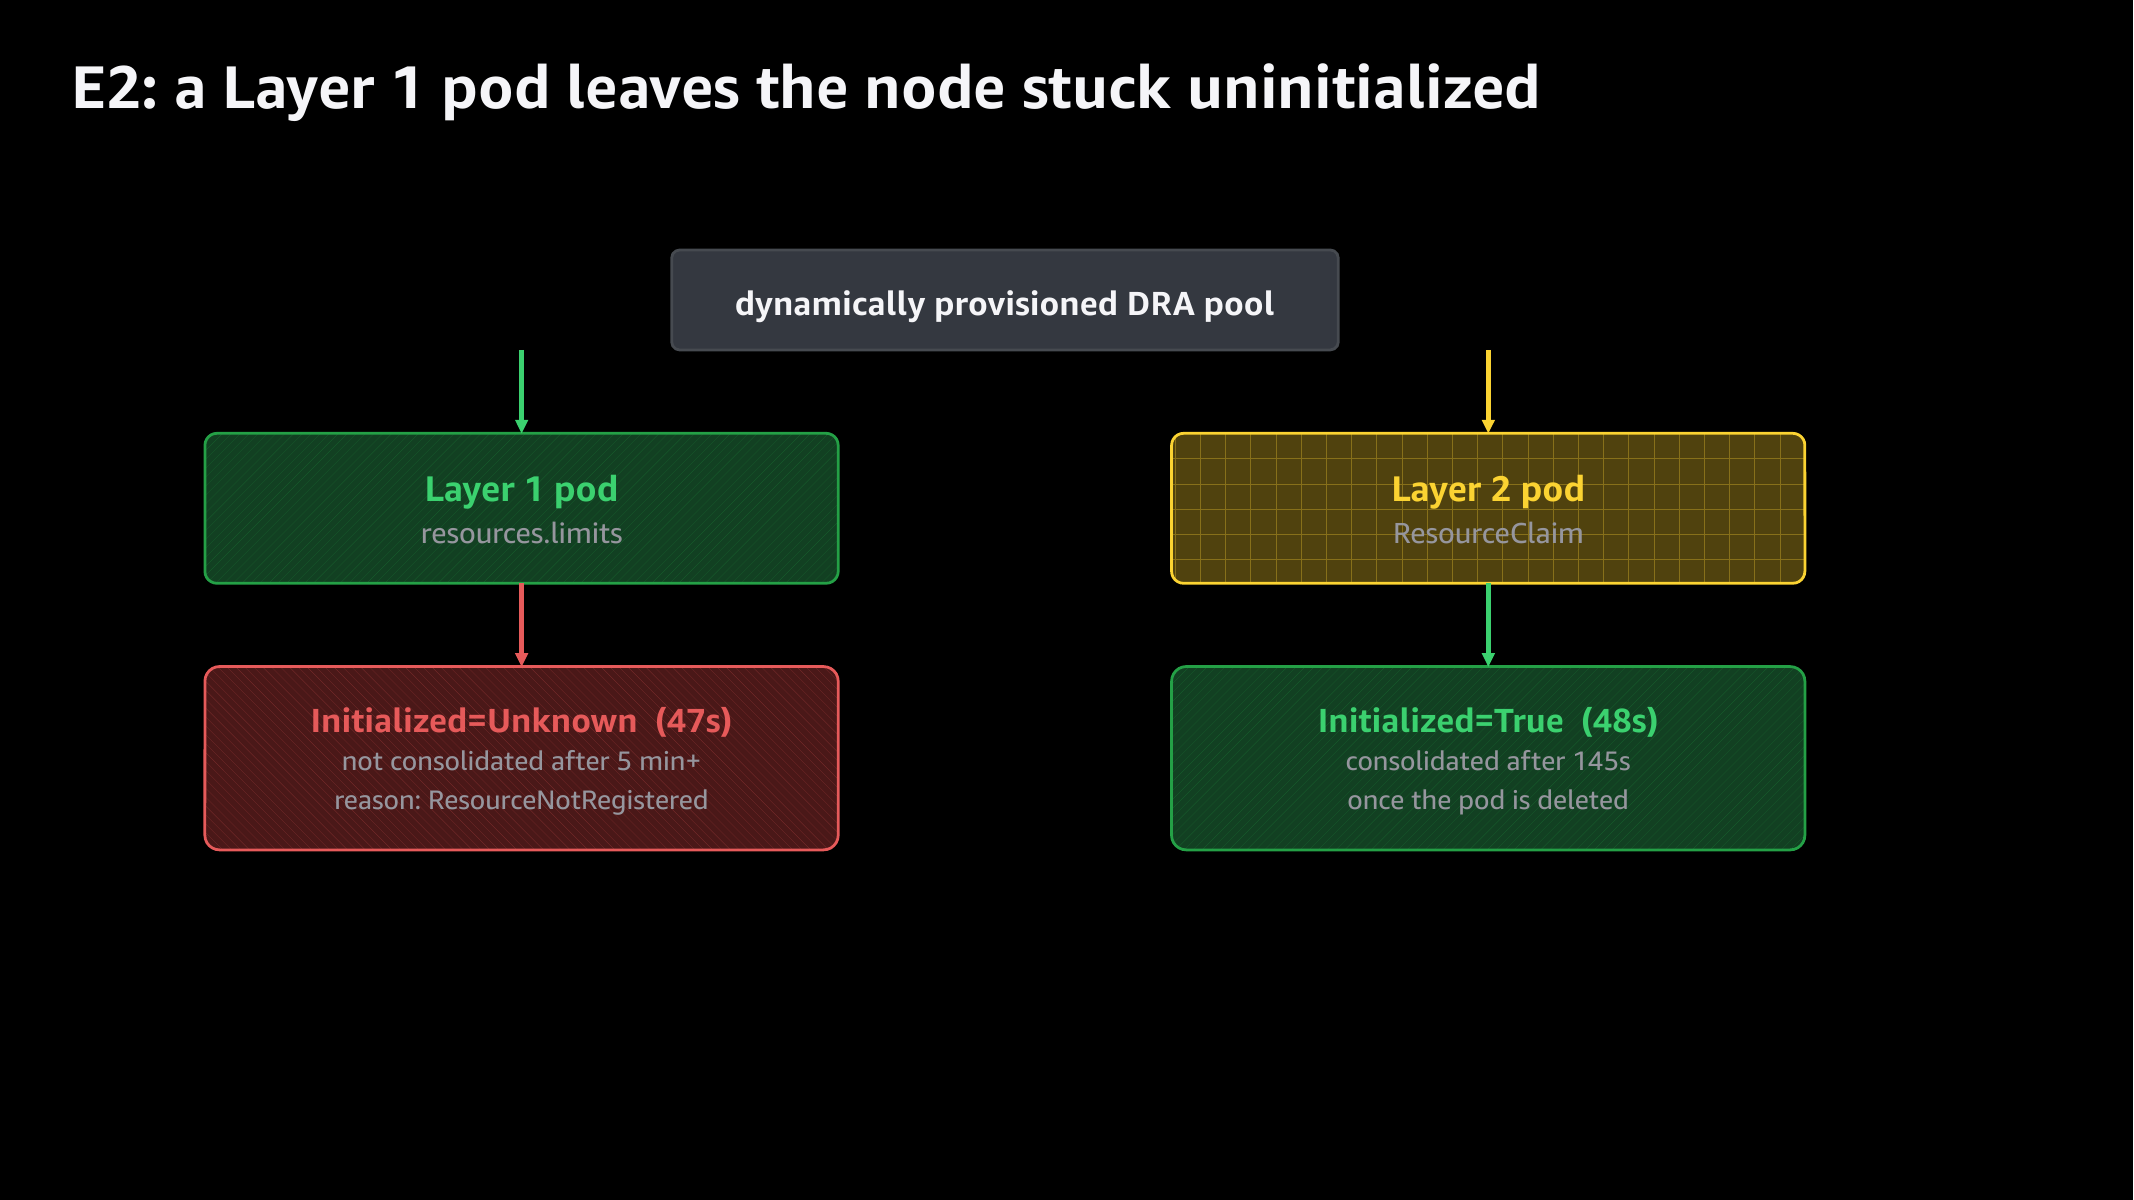 E2: a Layer 1 pod leaves the node stuck uninitialized
dynamically provisioned DRA pool
Layer 1 pod
resources.limits
Layer 2 pod
ResourceClaim
Initialized=Unknown (47s)
not consolidated after 5 min+
reason: ResourceNotRegistered
Initialized=True (48s)
consolidated after 145s
once the pod is deleted